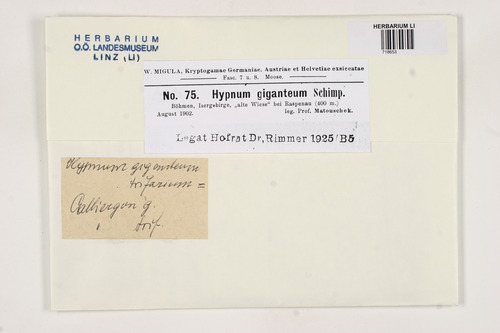 HERBARIUM
O.Ö. LANDESMUSEUM
LINZ (LI)
HERBARIUM LI
W. MIGULA, Kryptogamae Germaniae, Austriae et Helvetiae exsiccatae
Fasc. 7 u. 8. Moose.
No. 75. Hypnum giganteum Schimp.
Böhmen, Isergebirge, „alte Wiese" bei Raspenau (400 m.)
August 1902. leg. Prof. Matouschek.
Legat Hofrat Dr, Rimmer 1925/B5
Hypnum giganteum
trifarium =
Calliergon g.
" trif.